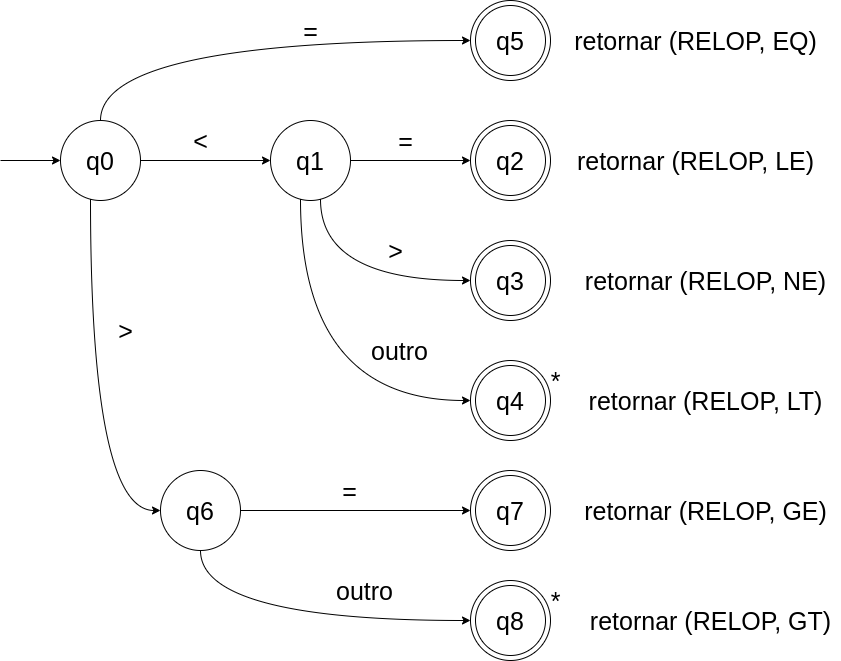 =
q5
retornar (RELOP, EQ)
q0
<
q1
=
q2
retornar (RELOP, LE)
>
q3
retornar (RELOP, NE)
>
outro
q4
*
retornar (RELOP, LT)
q6
=
q7
retornar (RELOP, GE)
outro
q8
*
retornar (RELOP, GT)